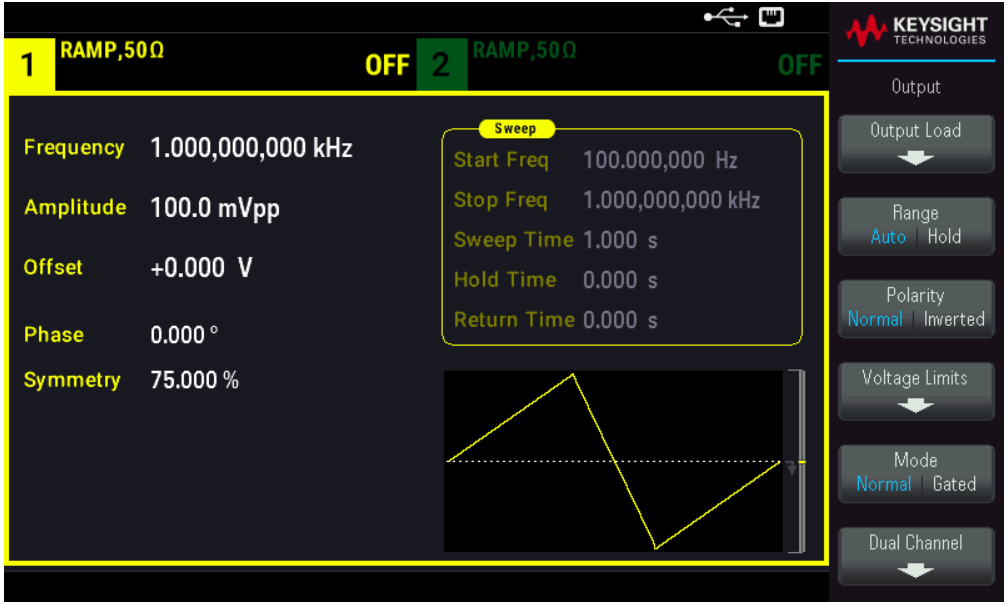 KEYSIGHT
TECHNOLOGIES
1 RAMP,50Ω OFF
2 RAMP,50Ω OFF
Frequency 1.000,000,000 kHz
Amplitude 100.0 mVpp
Offset +0.000 V
Phase 0.000 °
Symmetry 75.000 %
Sweep
Start Freq 100.000,000 Hz
Stop Freq 1.000,000,000 kHz
Sweep Time 1.000 s
Hold Time 0.000 s
Return Time 0.000 s
Output
Output Load
Range
Auto | Hold
Polarity
Normal | Inverted
Voltage Limits
Mode
Normal | Gated
Dual Channel